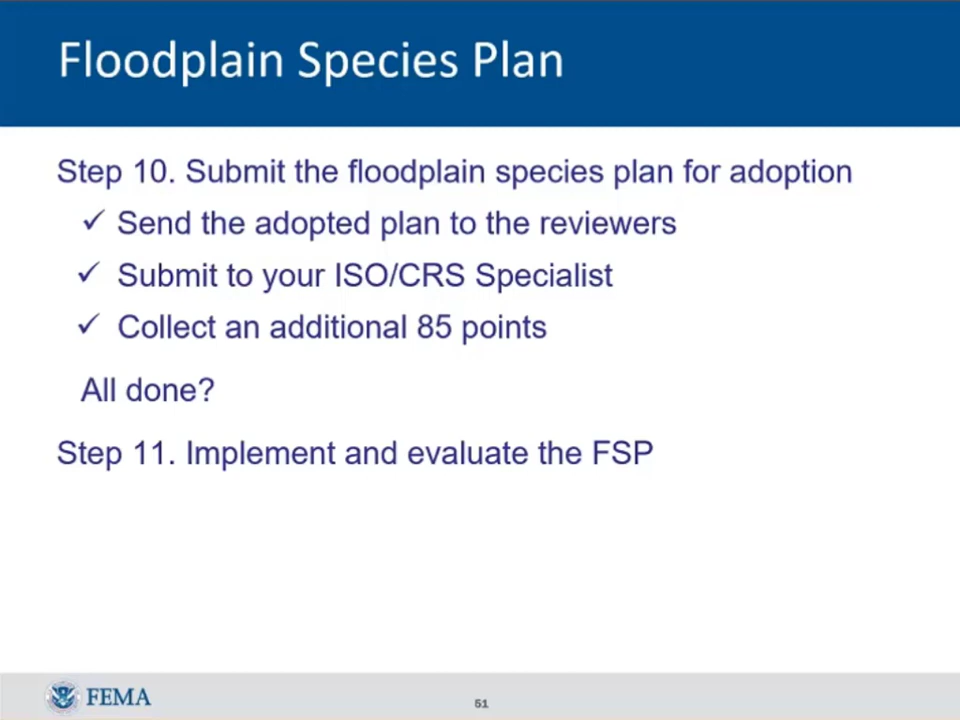 Floodplain Species Plan
Step 10. Submit the floodplain species plan for adoption
✓ Send the adopted plan to the reviewers
✓ Submit to your ISO/CRS Specialist
✓ Collect an additional 85 points
All done?
Step 11. Implement and evaluate the FSP
FEMA
51